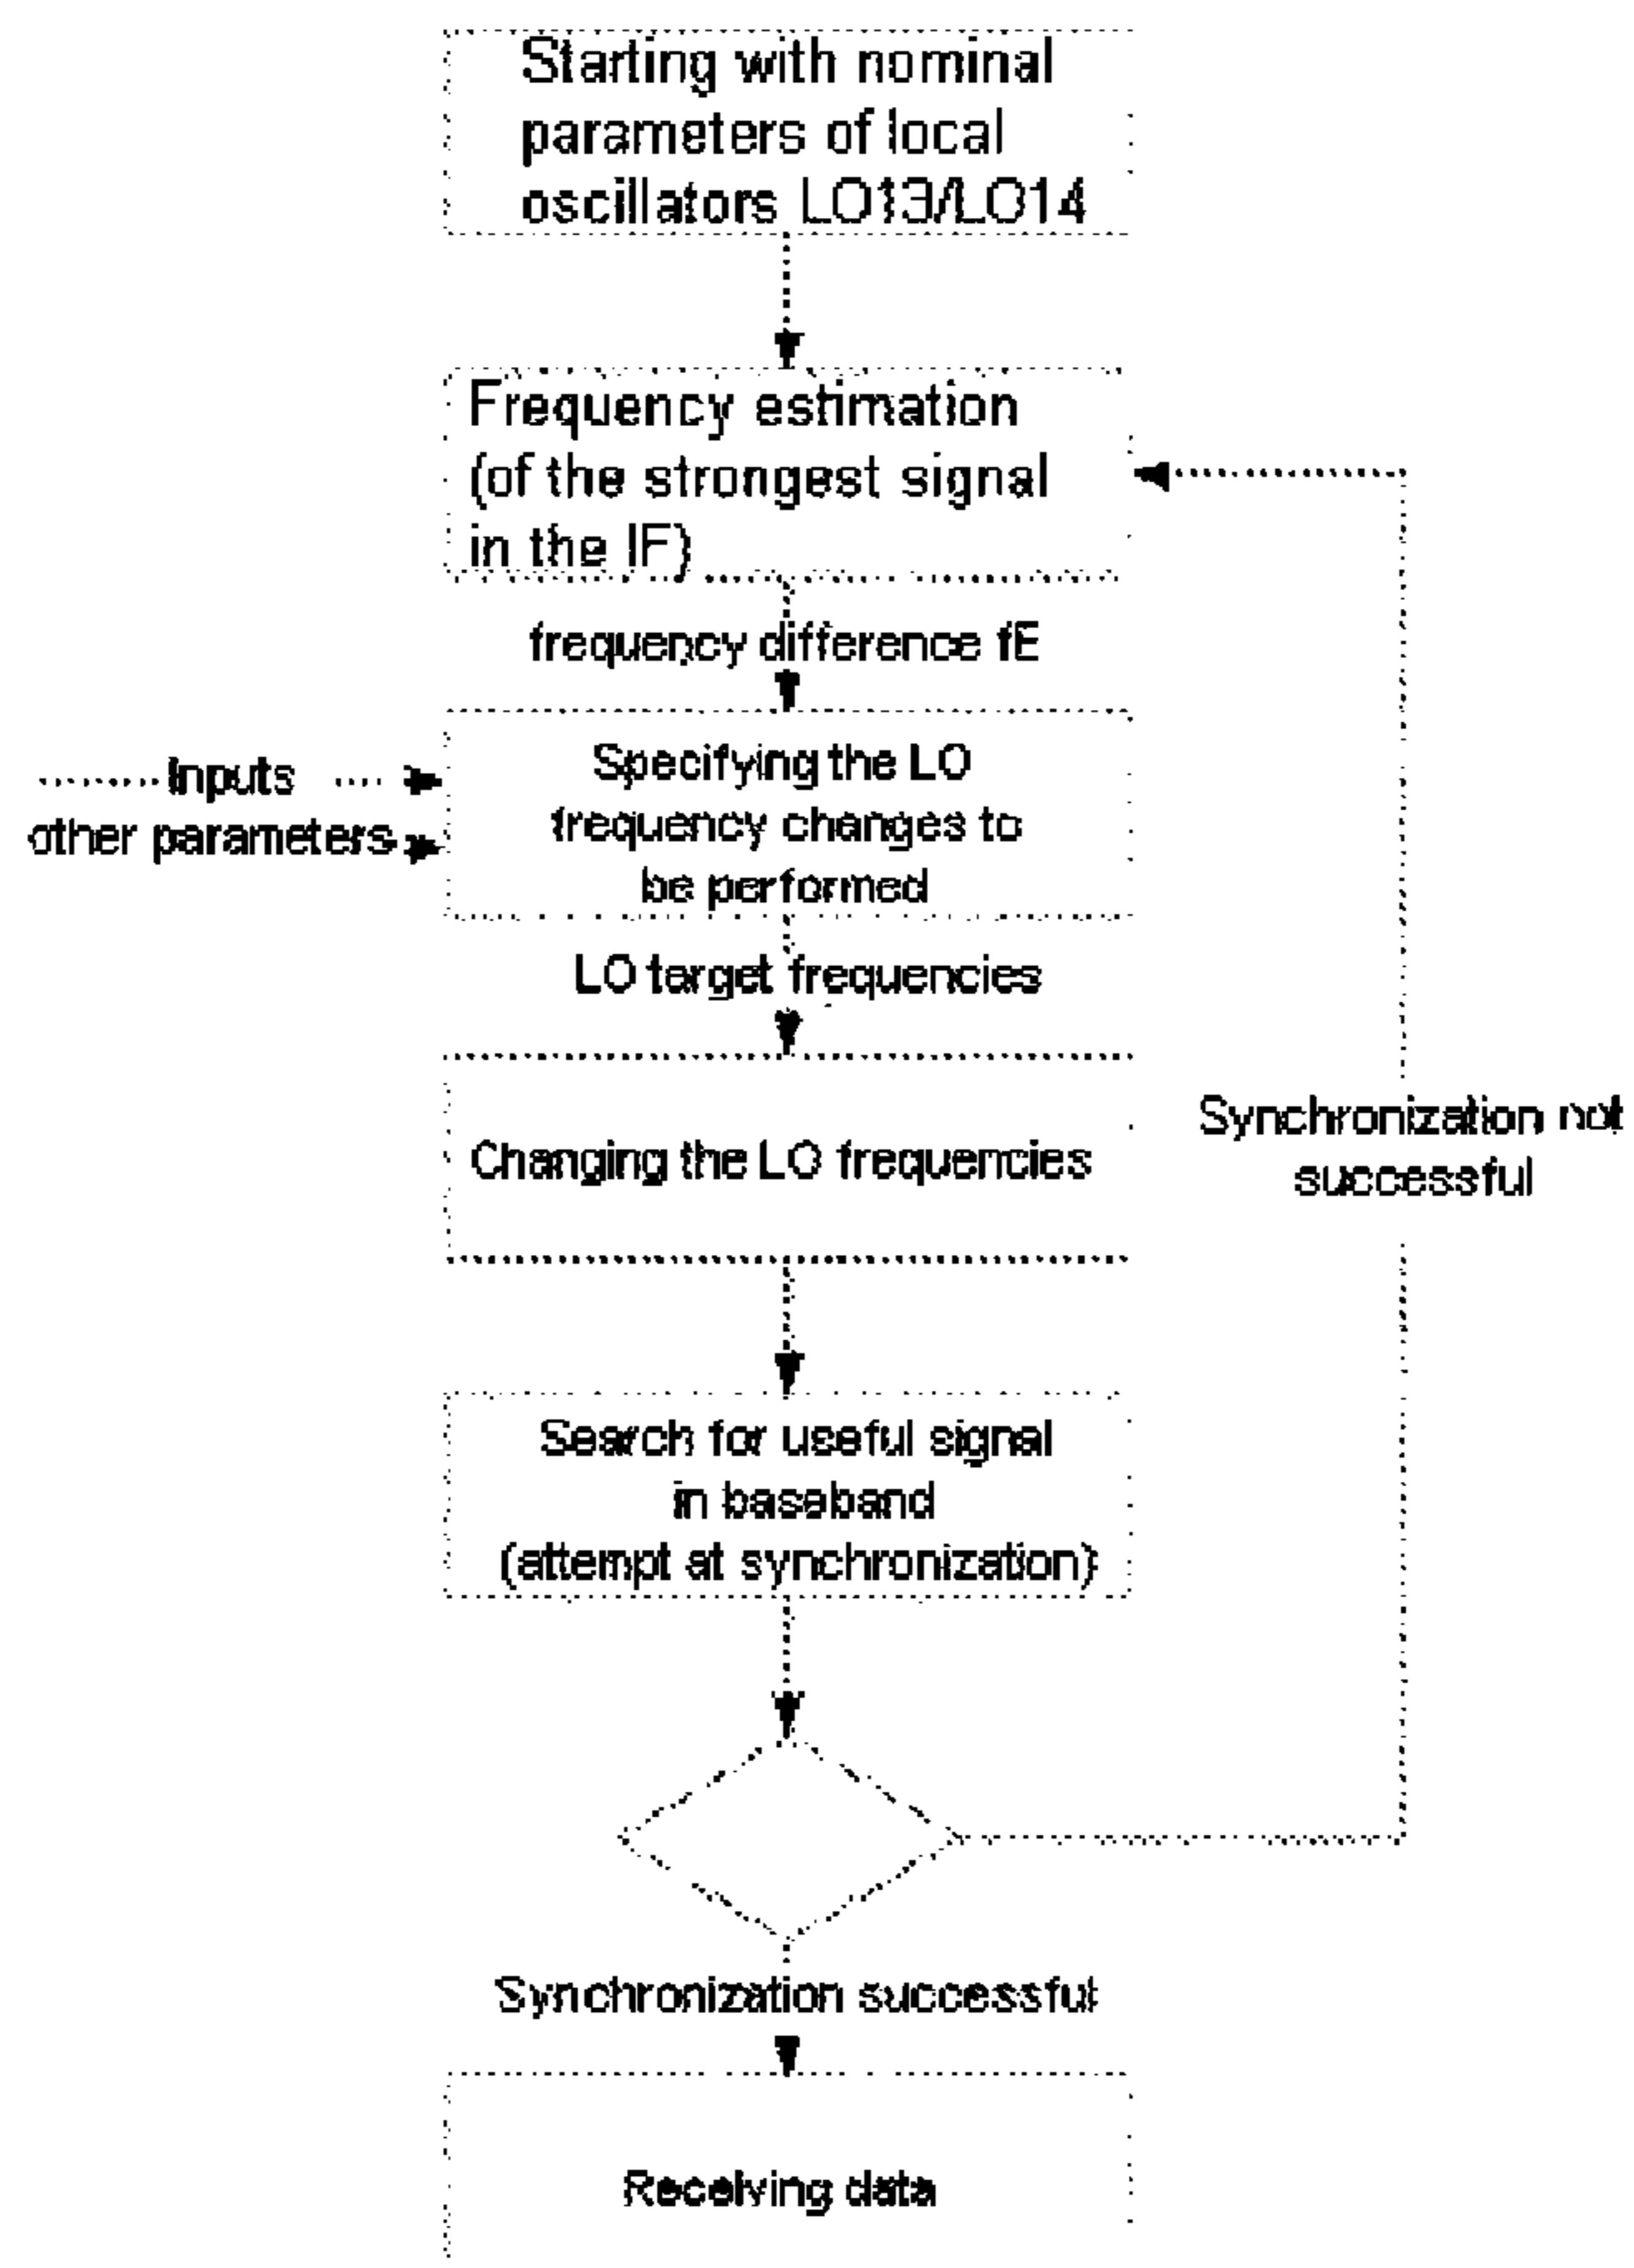 Starting with nominal
parameters of local
oscillators LO13/LO14
Frequency estimation
(of the strongest signal
in the IF)
frequency difference fE
Inputs
other parameters
Specifying the LO
frequency changes to
be performed
LO target frequencies
Changing the LO frequencies
Synchronization not
successful
Search for useful signal
in baseband
(attempt at synchronization)
Synchronization successful
Receiving data